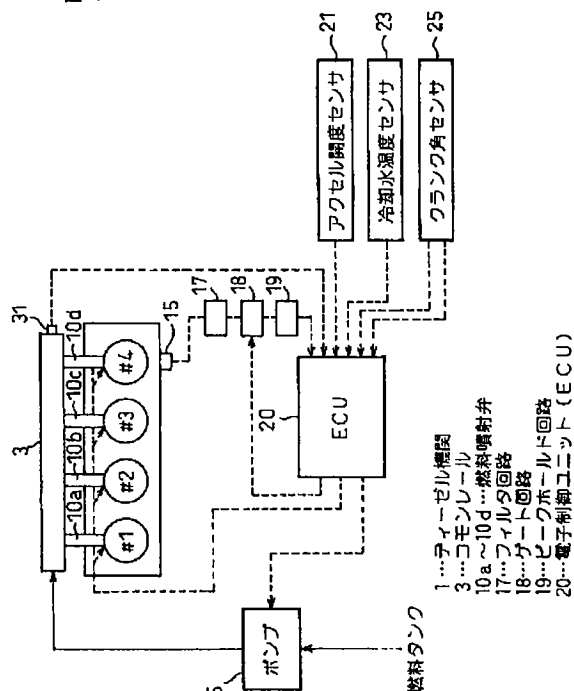 3
31
10a
10b
10c
10d
#1
#2
#3
#4
15
17
18
19
20
ECU
ポンプ
燃料タンク
アクセル開度センサ
21
冷却水温度センサ
23
クランク角センサ
25
1…ディーゼル機関
3…コモンレール
10a~10d…燃料噴射弁
17…フィルタ回路
18…ゲート回路
19…ピークホールド回路
20…電子制御ユニット(ECU)